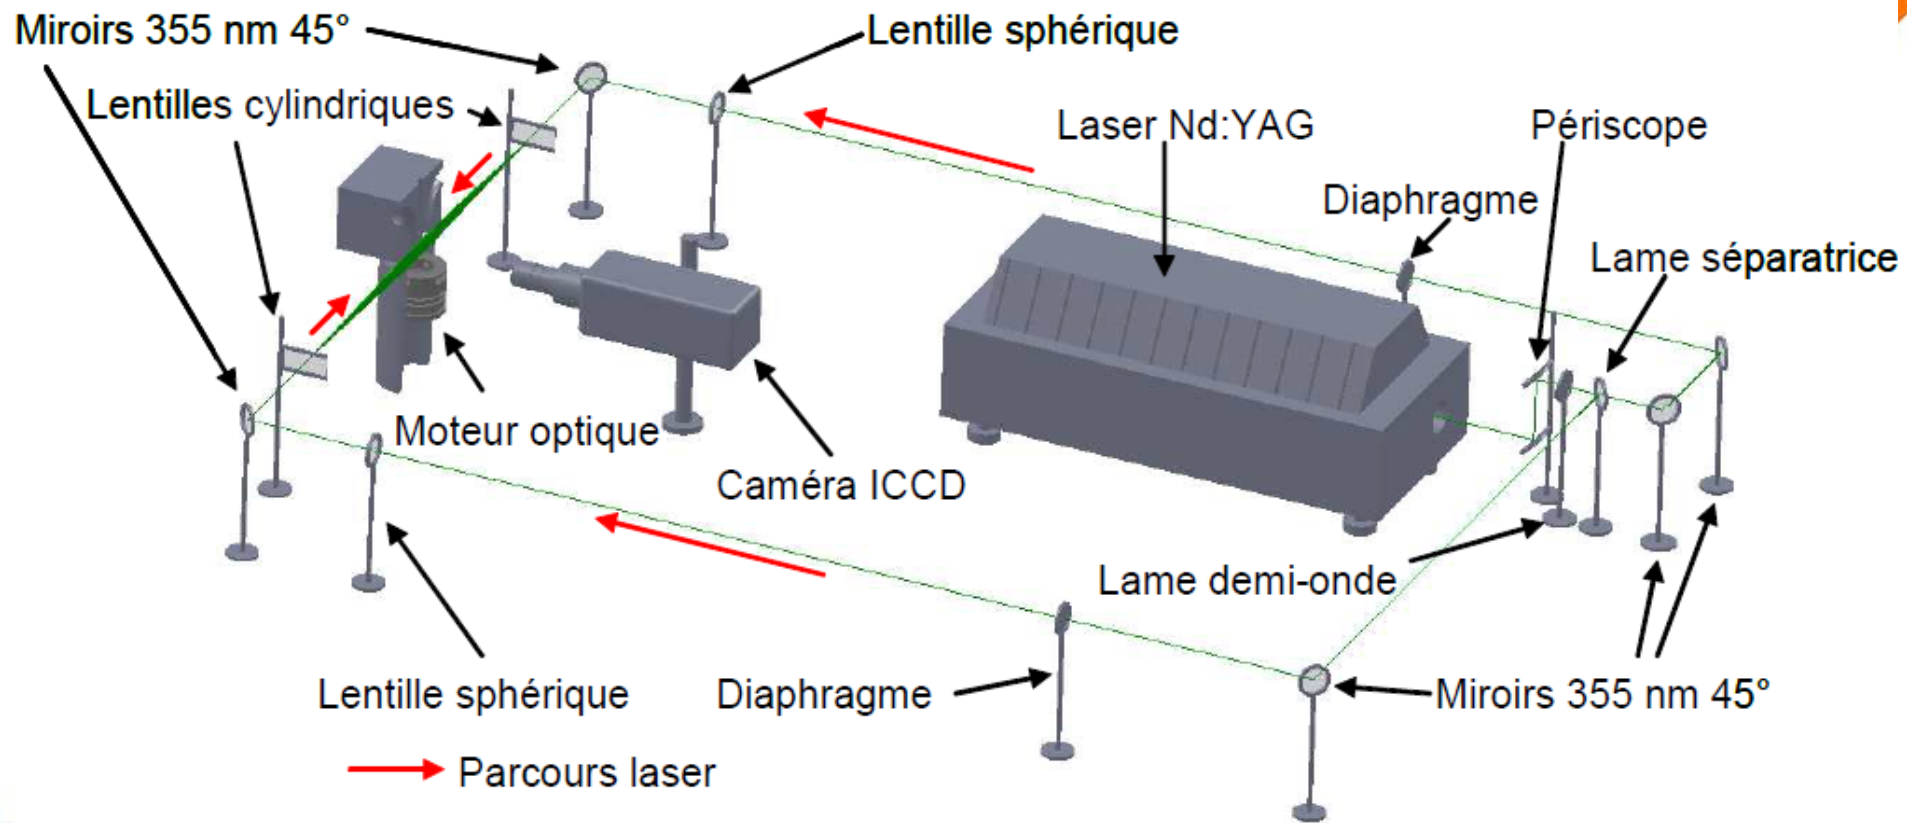 Miroirs 355 nm 45°
Lentille sphérique
Lentilles cylindriques
Laser Nd:YAG
Périscope
Diaphragme
Lame séparatrice
Moteur optique
Caméra ICCD
Lame demi-onde
Lentille sphérique
Diaphragme
Miroirs 355 nm 45°
Parcours laser